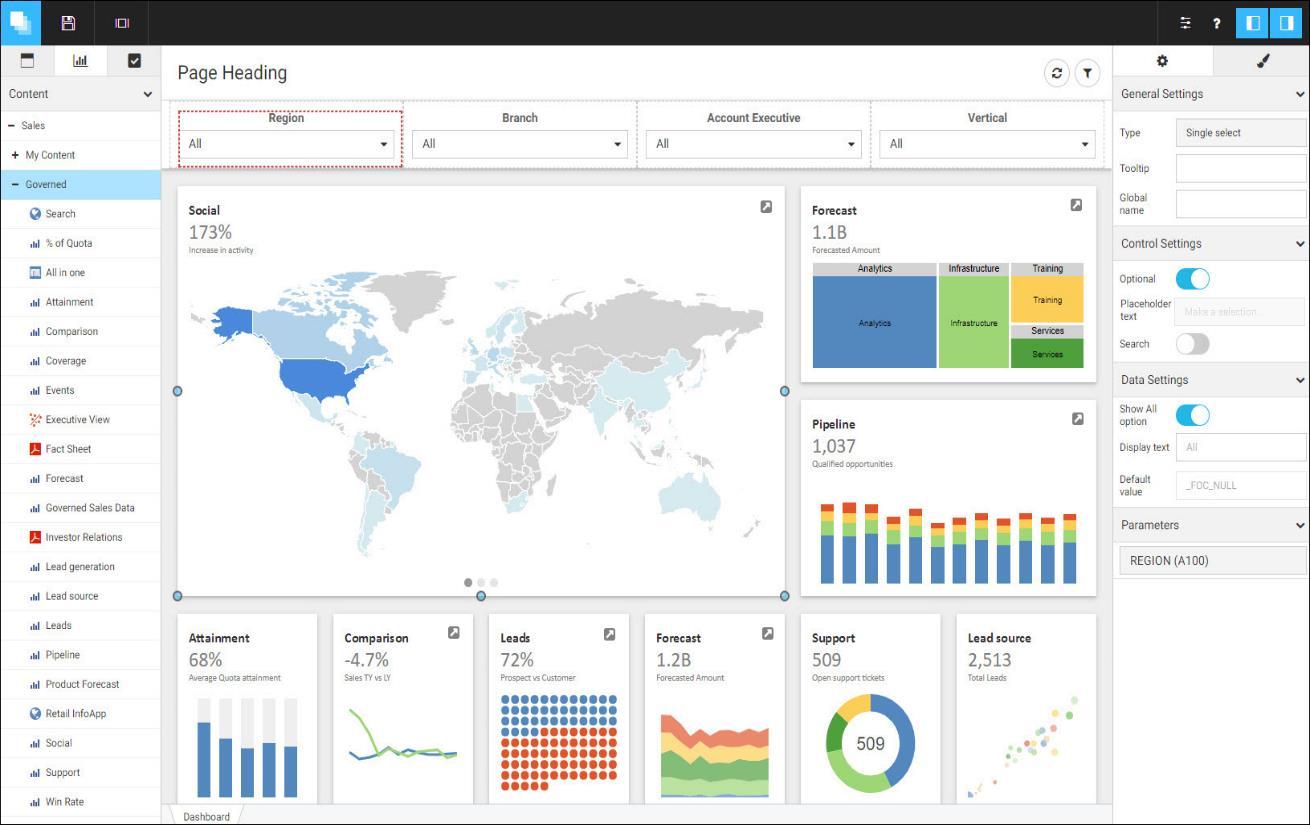 ?
Content
Sales
My Content
Governed
Search
% of Quota
All in one
Attainment
Comparison
Coverage
Events
Executive View
Fact Sheet
Forecast
Governed Sales Data
Investor Relations
Lead generation
Lead source
Leads
Pipeline
Product Forecast
Retail InfoApp
Social
Support
Win Rate
Page Heading
Region Branch Account Executive Vertical
All All All All
Social
173%
Increase in activity
Forecast
1.1B
Forecasted Amount
Analytics Infrastructure Training
Training
Analytics Infrastructure
Services
Services
Pipeline
1,037
Qualified opportunities
Attainment
68%
Average Quota attainment
Comparison
-4.7%
Sales TY vs LY
Leads
72%
Prospect vs Customer
Forecast
1.2B
Forecasted Amount
Support
509
Open support tickets
509
Lead source
2,513
Total Leads
Dashboard
General Settings
Type Single select
Tooltip
Global
name
Control Settings
Optional
Placeholder
text Make a selection...
Search
Data Settings
Show All
option
Display text All
Default
value _FOC_NULL
Parameters
REGION (A100)